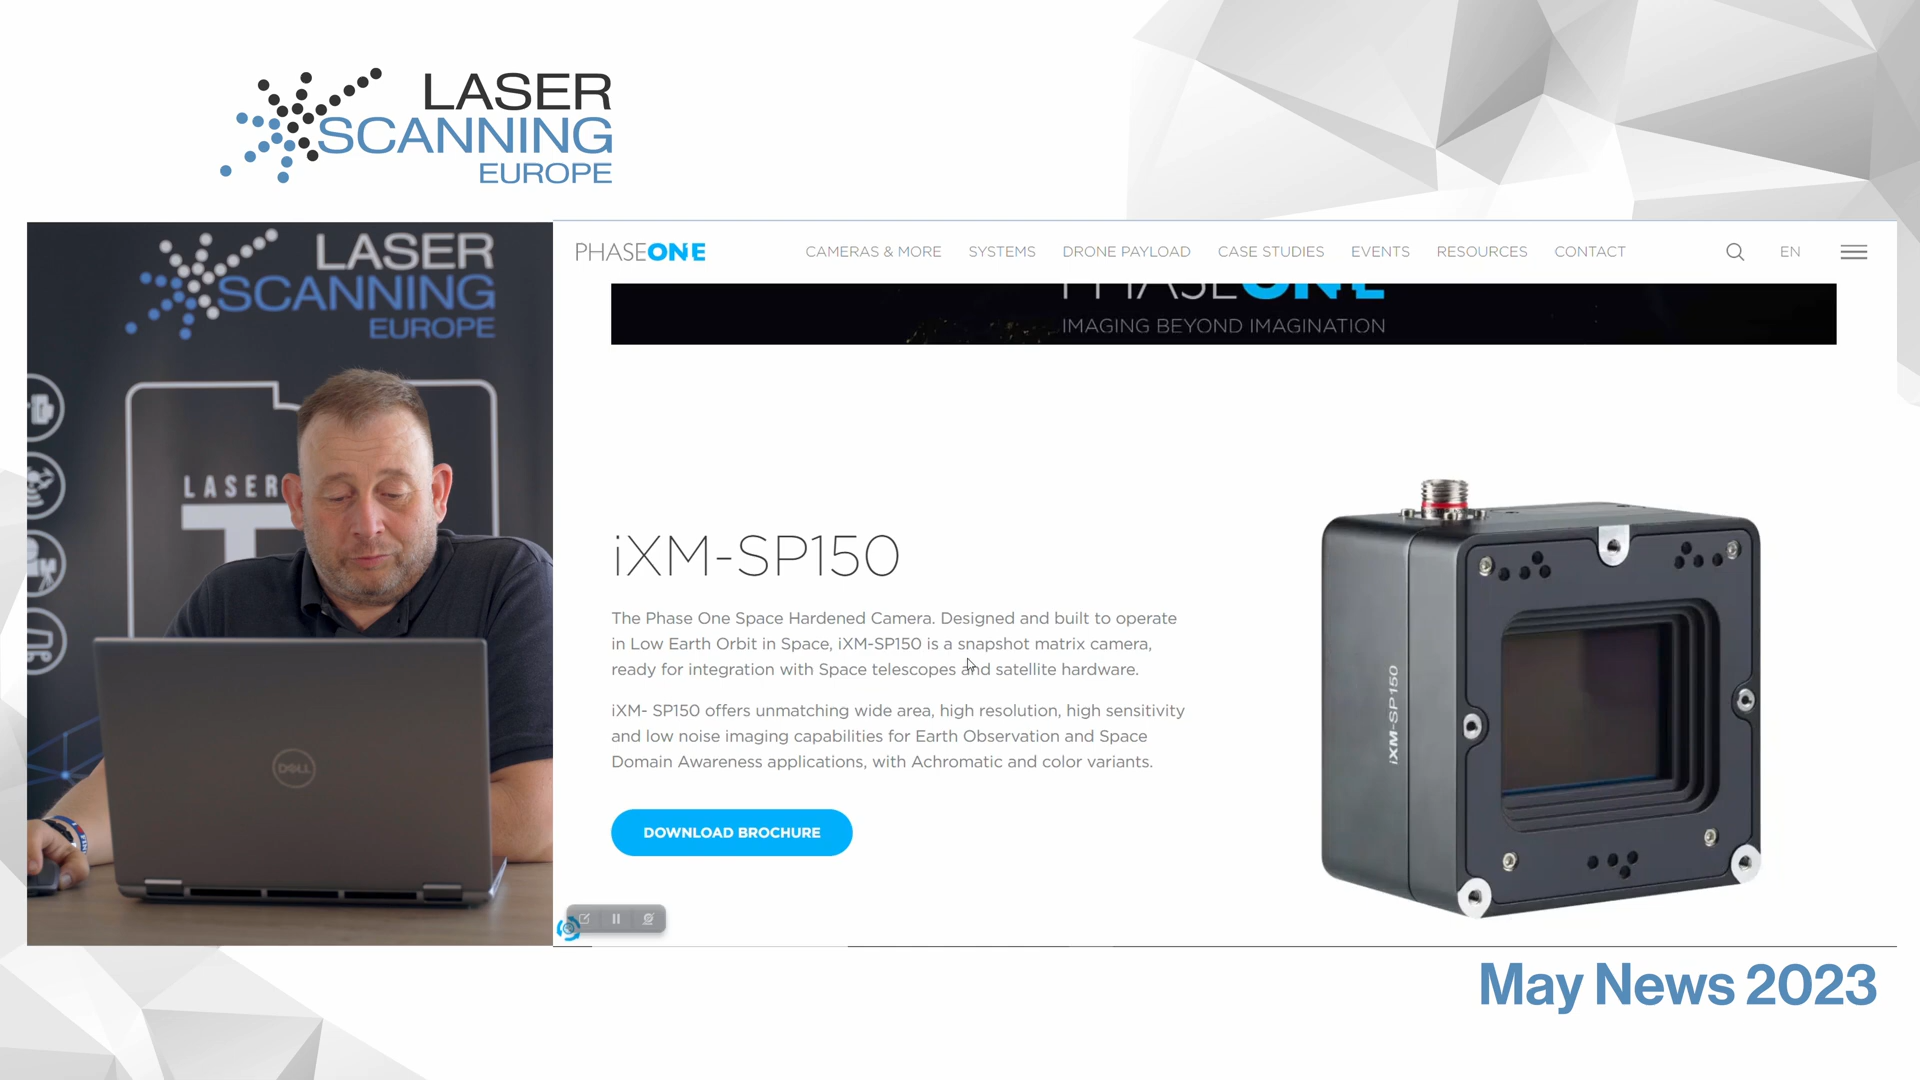 LASER
SCANNING
EUROPE
LASER
SCANNING
EUROPE
LASER
DELL
PHASEONE
CAMERAS & MORE
SYSTEMS
DRONE PAYLOAD
CASE STUDIES
EVENTS
RESOURCES
CONTACT
EN
PHASEONE
IMAGING BEYOND IMAGINATION
iXM-SP150
The Phase One Space Hardened Camera. Designed and built to operate
in Low Earth Orbit in Space, iXM-SP150 is a snapshot matrix camera,
ready for integration with Space telescopes and satellite hardware.
iXM- SP150 offers unmatching wide area, high resolution, high sensitivity
and low noise imaging capabilities for Earth Observation and Space
Domain Awareness applications, with Achromatic and color variants.
DOWNLOAD BROCHURE
iXM-SP150
May News 2023